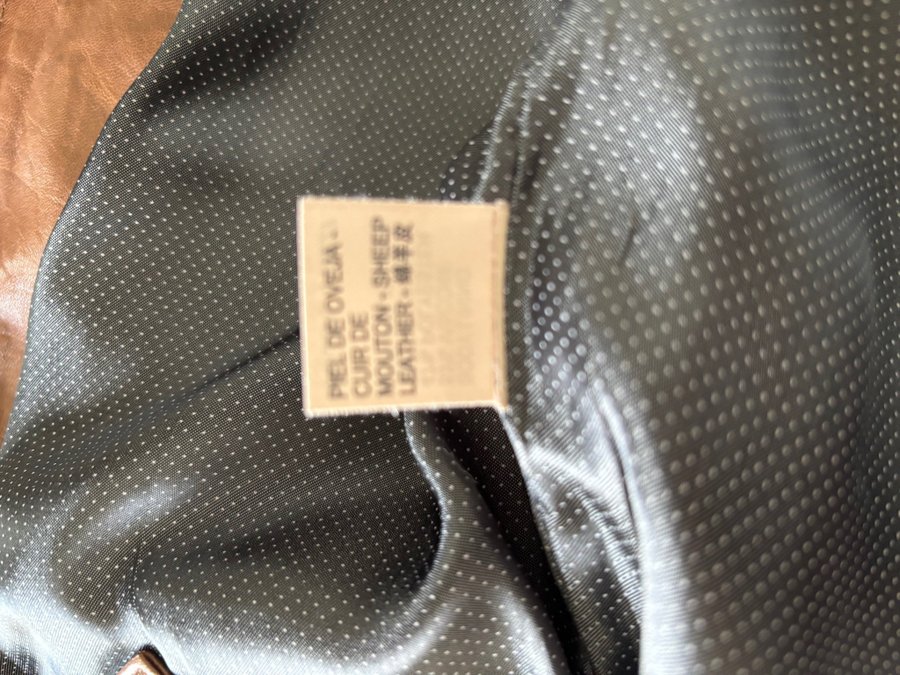 PIEL DE OVEJA -
CUIR DE
MOUTON - SHEEP
LEATHER - 綿羊皮